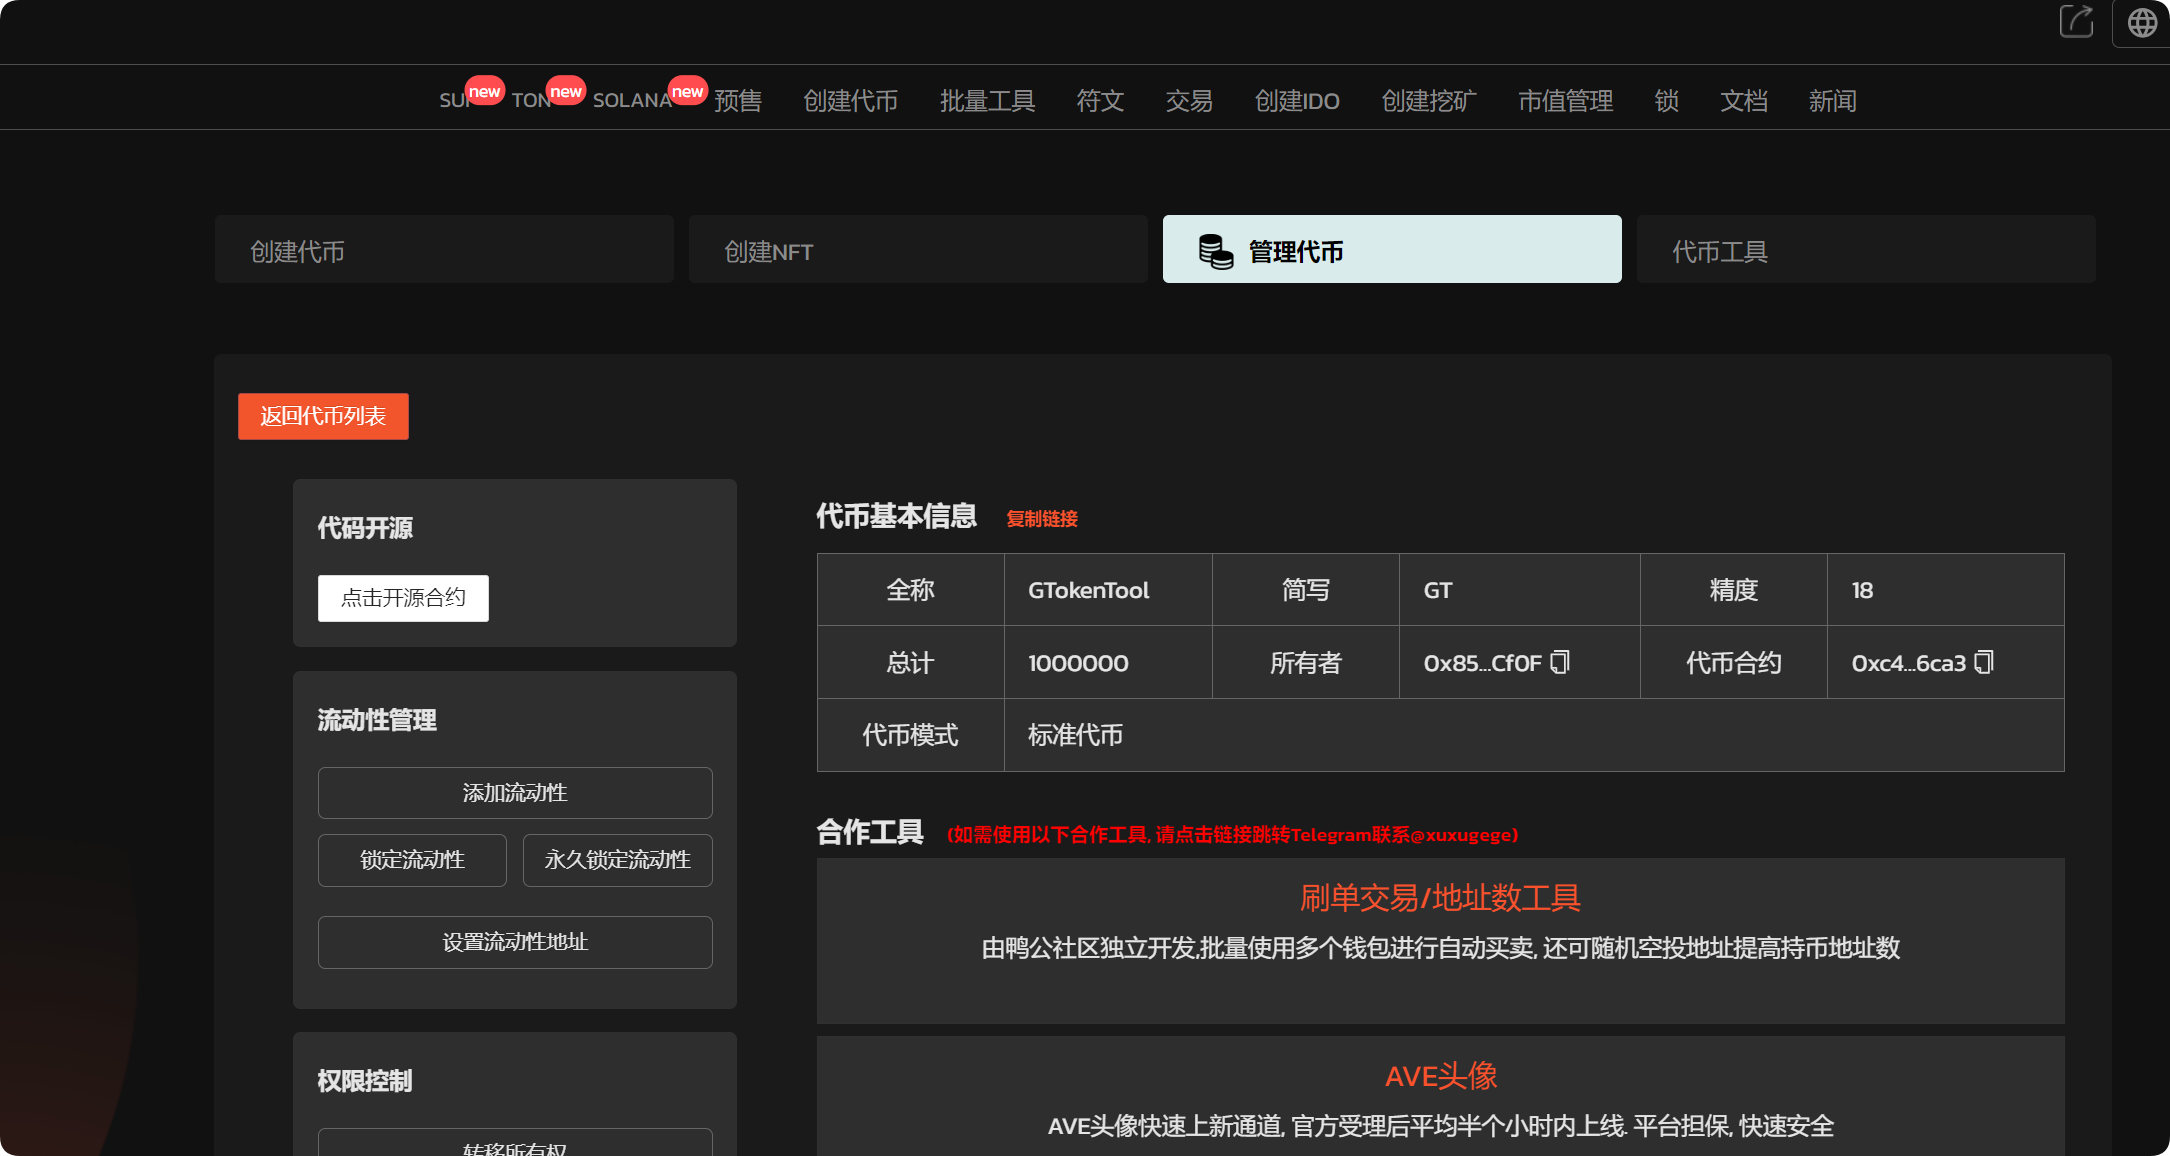 SUI new TON new SOLANA new 预售 创建代币 批量工具 符文 交易 创建IDO 创建挖矿 市值管理 锁 文档 新闻
创建代币 创建NFT 管理代币 代币工具
返回代币列表
代码开源
点击开源合约
流动性管理
添加流动性
锁定流动性 永久锁定流动性
设置流动性地址
权限控制
转移所有权
代币基本信息 复制链接
全称 GTokenTool 简写 GT 精度 18
总计 1000000 所有者 0x85...Cf0F 代币合约 0xc4...6ca3
代币模式 标准代币
合作工具 (如需使用以下合作工具, 请点击链接跳转Telegram联系@xuxugege)
刷单交易/地址数工具
由鸭公社区独立开发,批量使用多个钱包进行自动买卖, 还可随机空投地址提高持币地址数
AVE头像
AVE头像快速上新通道, 官方受理后平均半个小时内上线. 平台担保, 快速安全